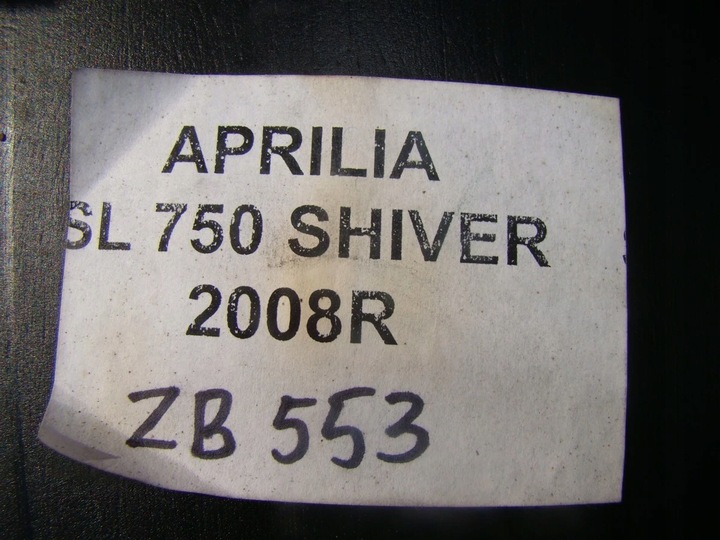 APRILIA
SL 750 SHIVER
2008R
ZB 553